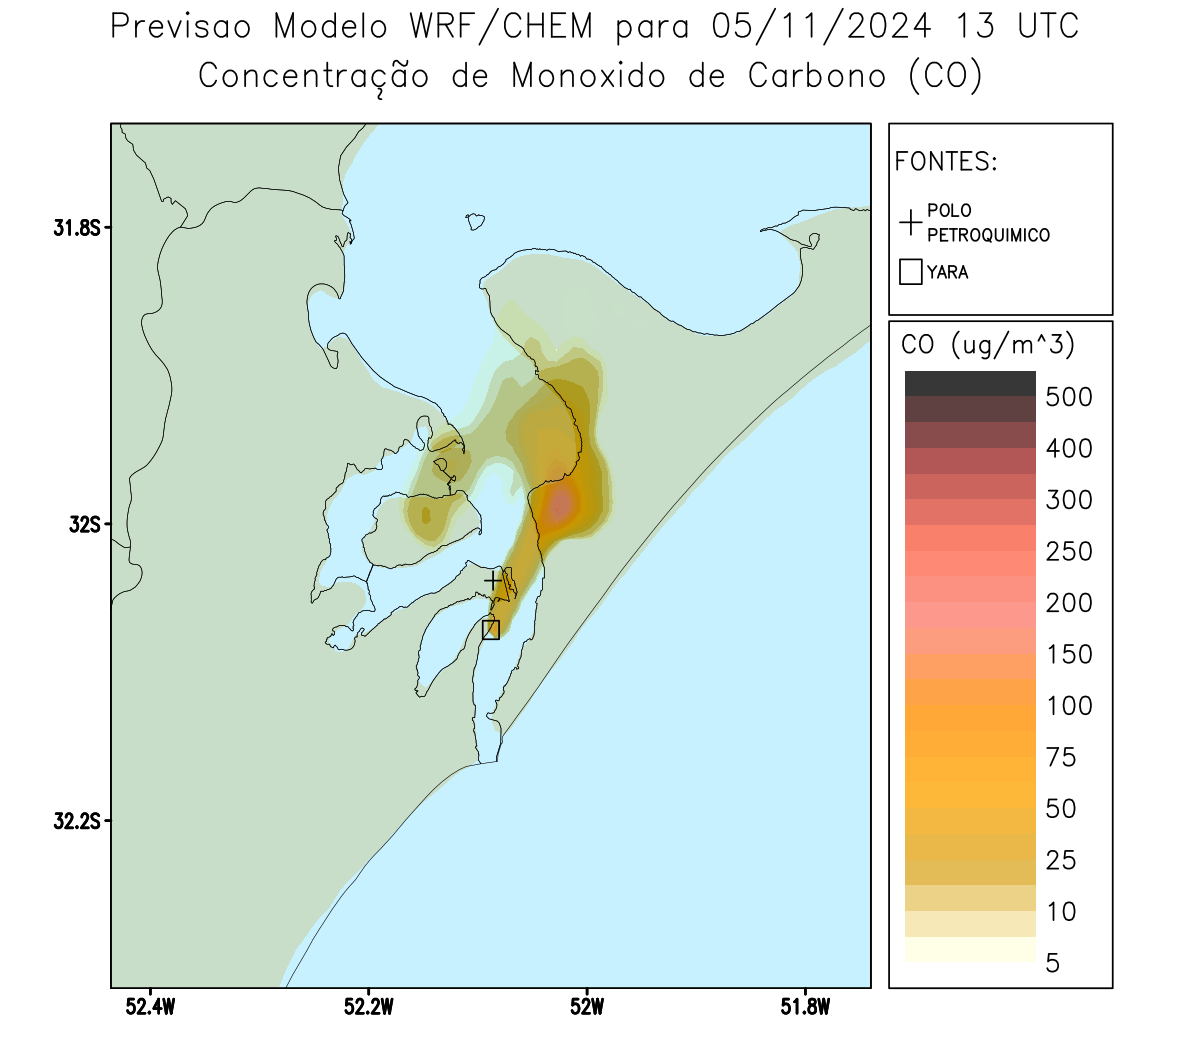 Previsao Modelo WRF/CHEM para 05/11/2024 13 UTC
Concentração de Monoxido de Carbono (CO)
FONTES:
POLO
PETROQUIMICO
YARA
CO (ug/m^3)
500
400
300
250
200
150
100
75
50
25
10
5
31.8S
32S
32.2S
52.4W
52.2W
52W
51.8W